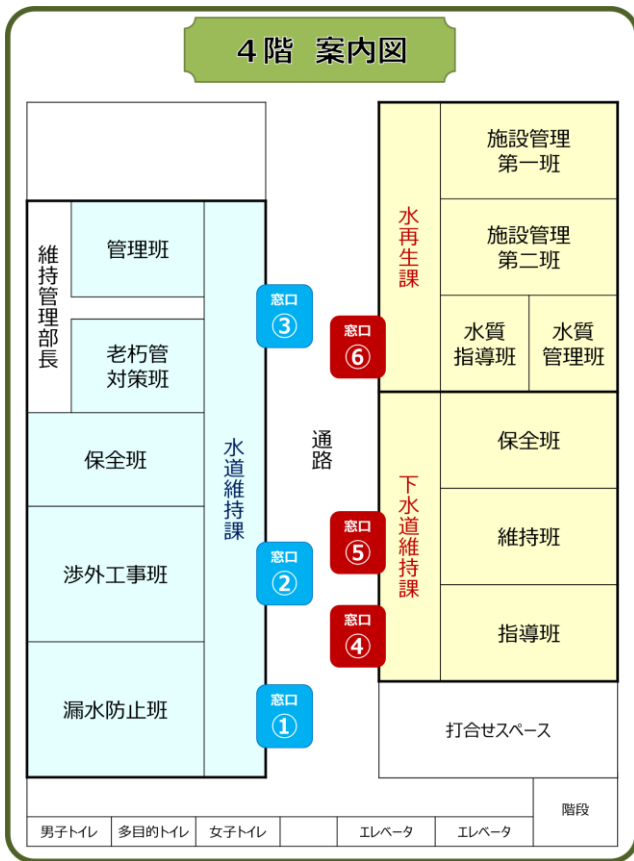 4階 案内図
維持管理部長
管理班
老朽管
対策班
保全班
渉外工事班
漏水防止班
水道維持課
窓口
③
窓口
②
窓口
①
通路
窓口
⑥
窓口
⑤
窓口
④
水再生課
施設管理
第一班
施設管理
第二班
水質
指導班
水質
管理班
下水道維持課
保全班
維持班
指導班
打合せスペース
階段
男子トイレ
多目的トイレ
女子トイレ
エレベータ
エレベータ